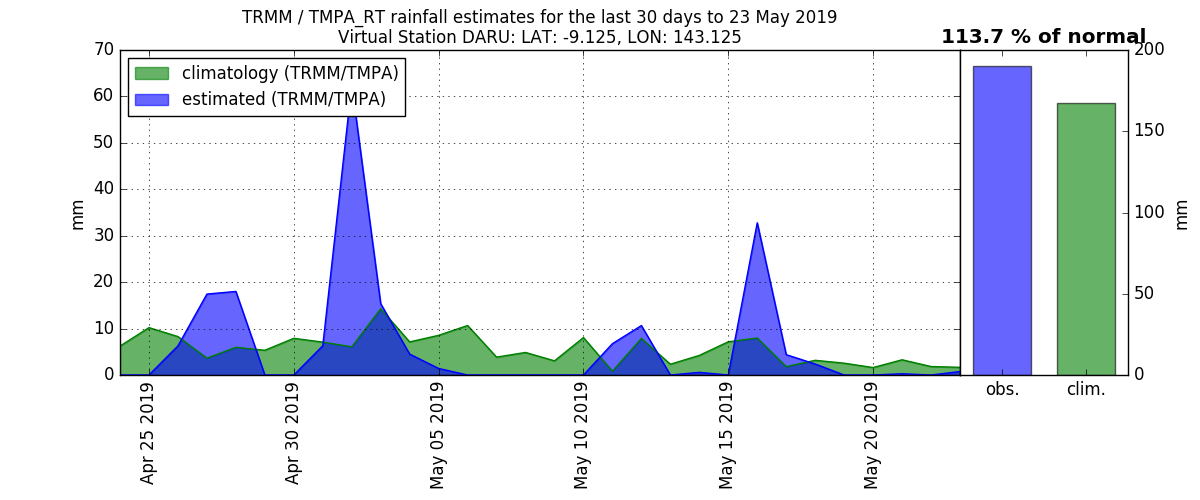 TRMM / TMPA_RT rainfall estimates for the last 30 days to 23 May 2019
Virtual Station DARU: LAT: -9.125, LON: 143.125
113.7 % of normal
climatology (TRMM/TMPA)
estimated (TRMM/TMPA)
mm
70
60
50
40
30
20
10
0
Apr 25 2019
Apr 30 2019
May 05 2019
May 10 2019
May 15 2019
May 20 2019
obs.
clim.
200
150
100
50
0
mm